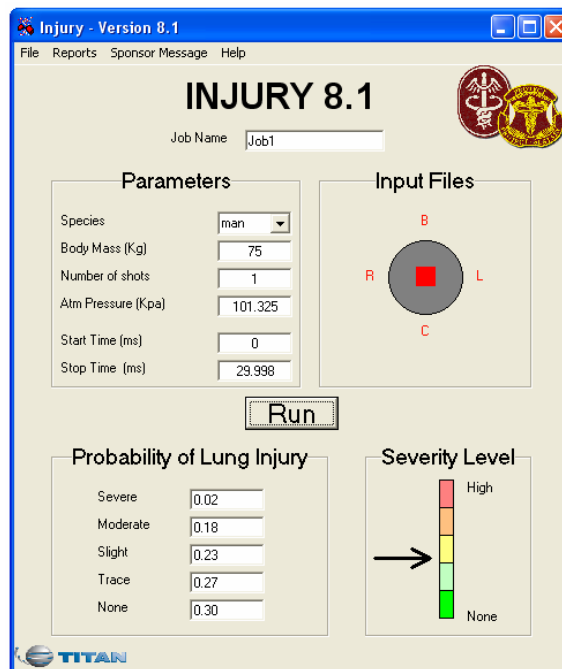 Injury - Version 8.1
File Reports Sponsor Message Help
INJURY 8.1
Job Name Job1
Parameters
Species man
Body Mass (Kg) 75
Number of shots 1
Atm Pressure (Kpa) 101.325
Start Time (ms) 0
Stop Time (ms) 29.998
Input Files
B
R L
C
Run
Probability of Lung Injury
Severe 0.02
Moderate 0.18
Slight 0.23
Trace 0.27
None 0.30
Severity Level
High
None
TITAN